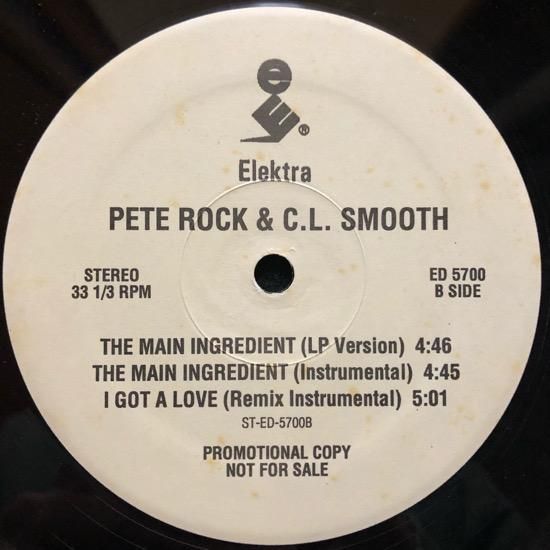 e
Elektra
PETE ROCK & C.L. SMOOTH
STEREO
33 1/3 RPM
ED 5700
B SIDE
THE MAIN INGREDIENT (LP Version) 4:46
THE MAIN INGREDIENT (Instrumental) 4:45
I GOT A LOVE (Remix Instrumental) 5:01
ST-ED-5700B
PROMOTIONAL COPY
NOT FOR SALE